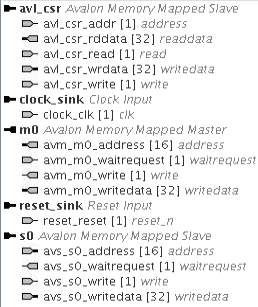 avl_csr Avalon Memory Mapped Slave
avl_csr_addr [1] address
avl_csr_rddata [32] readdata
avl_csr_read [1] read
avl_csr_wrdata [32] writedata
avl_csr_write [1] write
clock_sink Clock Input
clock_clk [1] clk
m0 Avalon Memory Mapped Master
avm_m0_address [16] address
avm_m0_waitrequest [1] waitrequest
avm_m0_write [1] write
avm_m0_writedata [32] writedata
reset_sink Reset Input
reset_reset [1] reset_n
s0 Avalon Memory Mapped Slave
avs_s0_address [16] address
avs_s0_waitrequest [1] waitrequest
avs_s0_write [1] write
avs_s0_writedata [32] writedata